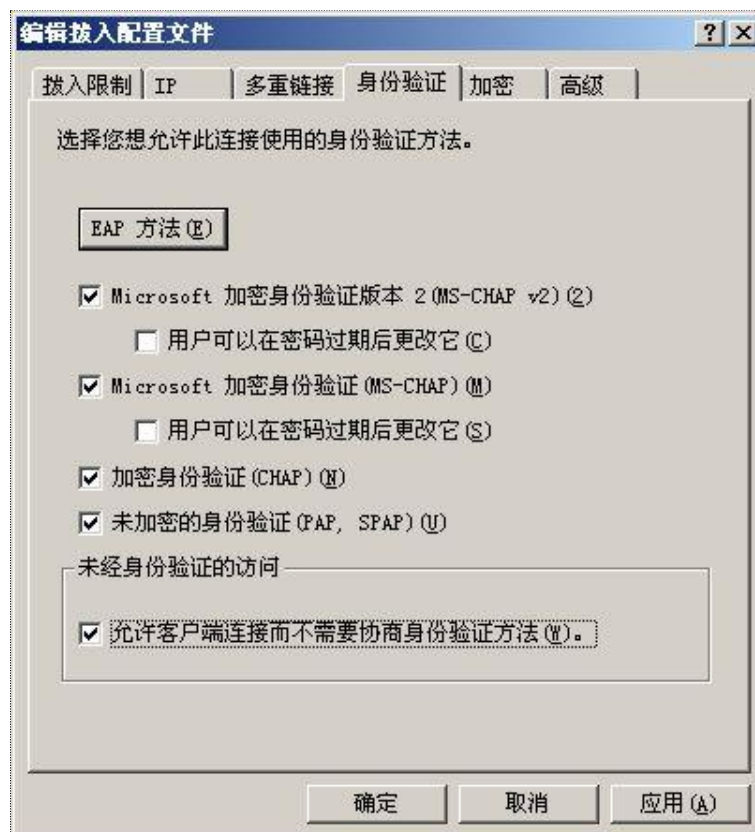 编辑拨入配置文件
拨入限制 IP 多重链接 身份验证 加密 高级
选择您想允许此连接使用的身份验证方法。
EAP 方法(E)
Microsoft 加密身份验证版本 2(MS-CHAP v2)(2)
用户可以在密码过期后更改它(C)
Microsoft 加密身份验证(MS-CHAP)(M)
用户可以在密码过期后更改它(S)
加密身份验证(CHAP)(N)
未加密的身份验证(PAP, SPAP)(U)
未经身份验证的访问
允许客户端连接而不需要协商身份验证方法(W)。
确定 取消 应用(A)